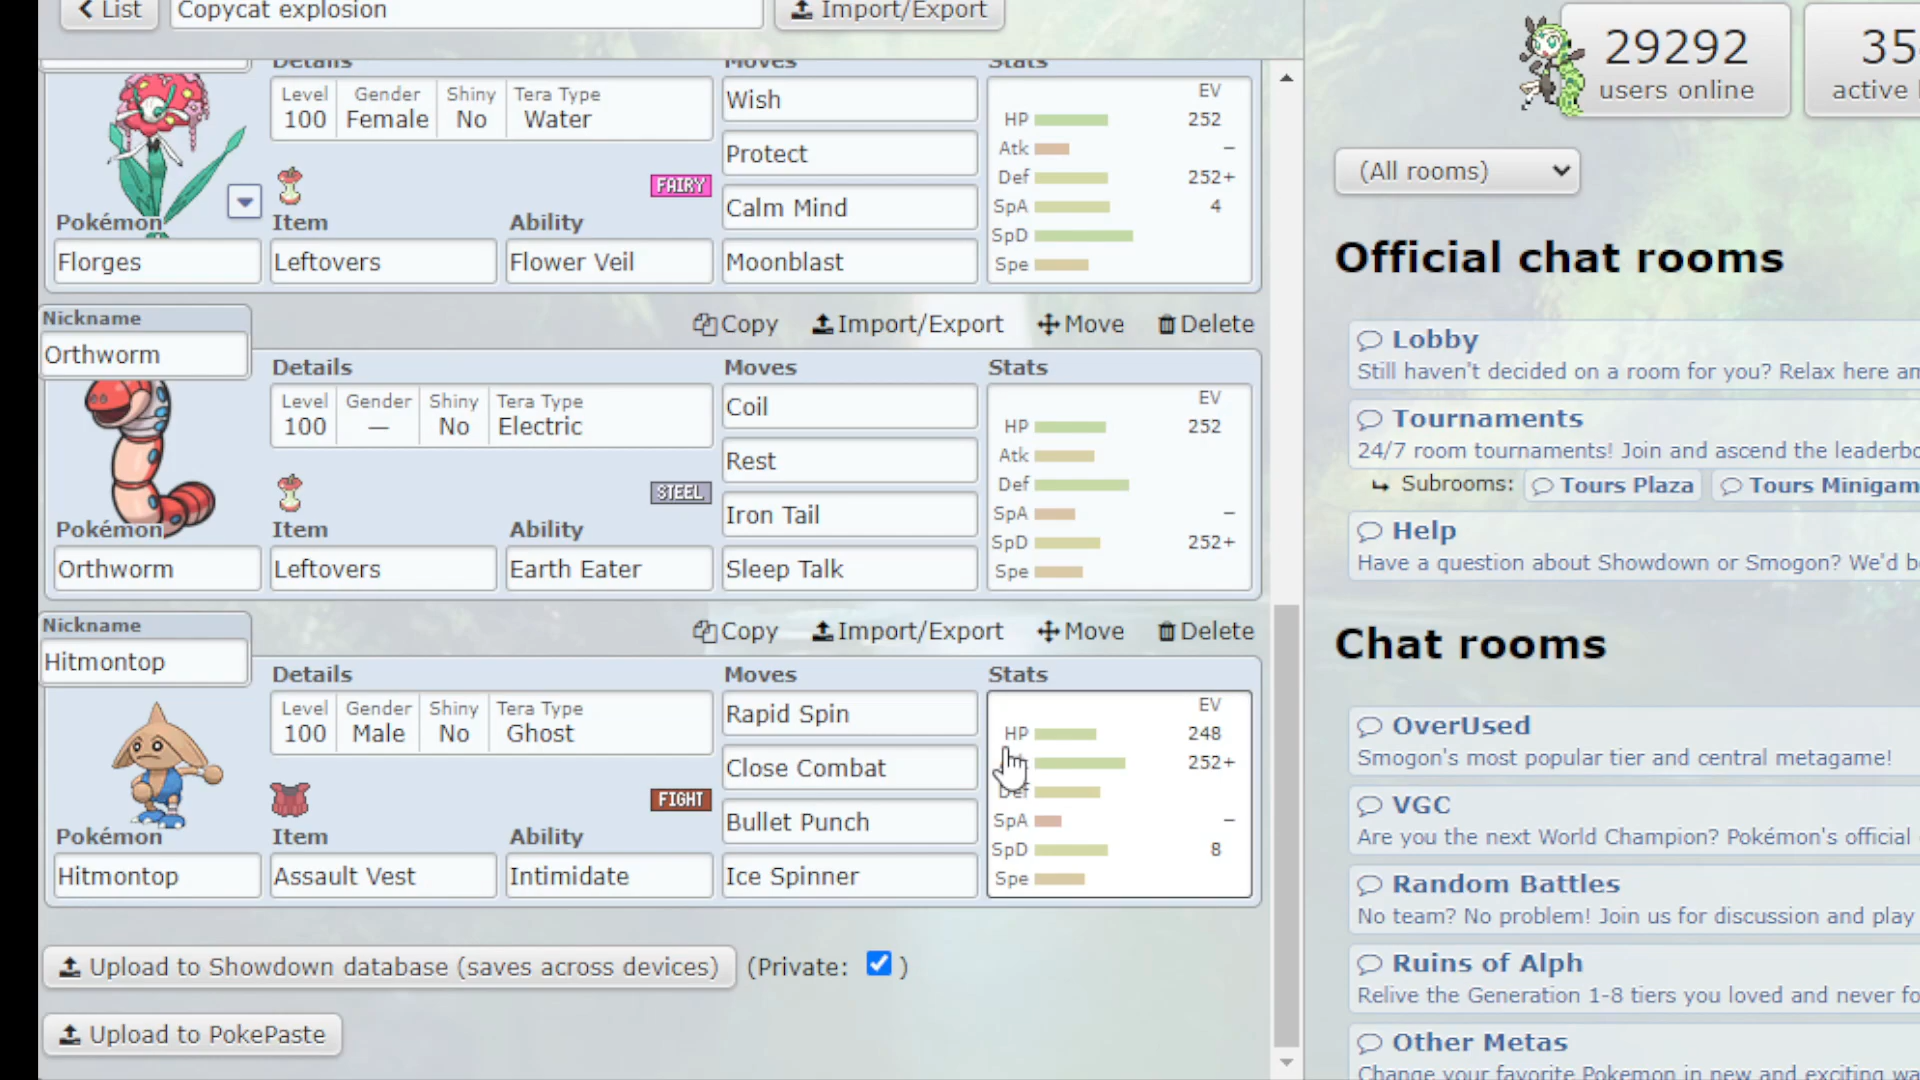 List
Copycat explosion
Import/Export
Details
Moves
Stats
Level
100
Gender
Female
Shiny
No
Tera Type
Water
Wish
Protect
Calm Mind
Moonblast
EV
HP 252
Atk –
Def 252+
SpA 4
SpD
Spe
FAIRY
Pokémon
Item
Ability
Florges
Leftovers
Flower Veil
Nickname
Orthworm
Copy
Import/Export
Move
Delete
Details
Moves
Stats
Level
100
Gender
—
Shiny
No
Tera Type
Electric
Coil
Rest
Iron Tail
Sleep Talk
EV
HP 252
Atk
Def
SpA –
SpD 252+
Spe
STEEL
Pokémon
Item
Ability
Orthworm
Leftovers
Earth Eater
Nickname
Hitmontop
Copy
Import/Export
Move
Delete
Details
Moves
Stats
Level
100
Gender
Male
Shiny
No
Tera Type
Ghost
Rapid Spin
Close Combat
Bullet Punch
Ice Spinner
EV
HP 248
252+
Def
SpA –
SpD 8
Spe
FIGHT
Pokémon
Item
Ability
Hitmontop
Assault Vest
Intimidate
Upload to Showdown database (saves across devices)
(Private: )
Upload to PokePaste
29292
users online
35
active
(All rooms)
Official chat rooms
Lobby
Still haven't decided on a room for you? Relax here
Tournaments
24/7 room tournaments! Join and ascend the
Subrooms: Tours Plaza Tours
Help
Have a question about Showdown or Smogon? We'd
Chat rooms
OverUsed
Smogon's most popular tier and central metagame!
VGC
Are you the next World Champion? Pokémon's official
Random Battles
No team? No problem! Join us for discussion and play
Ruins of Alph
Relive the Generation 1-8 tiers you loved and never
Other Metas
Change your favorite Pokemon in new and exciting